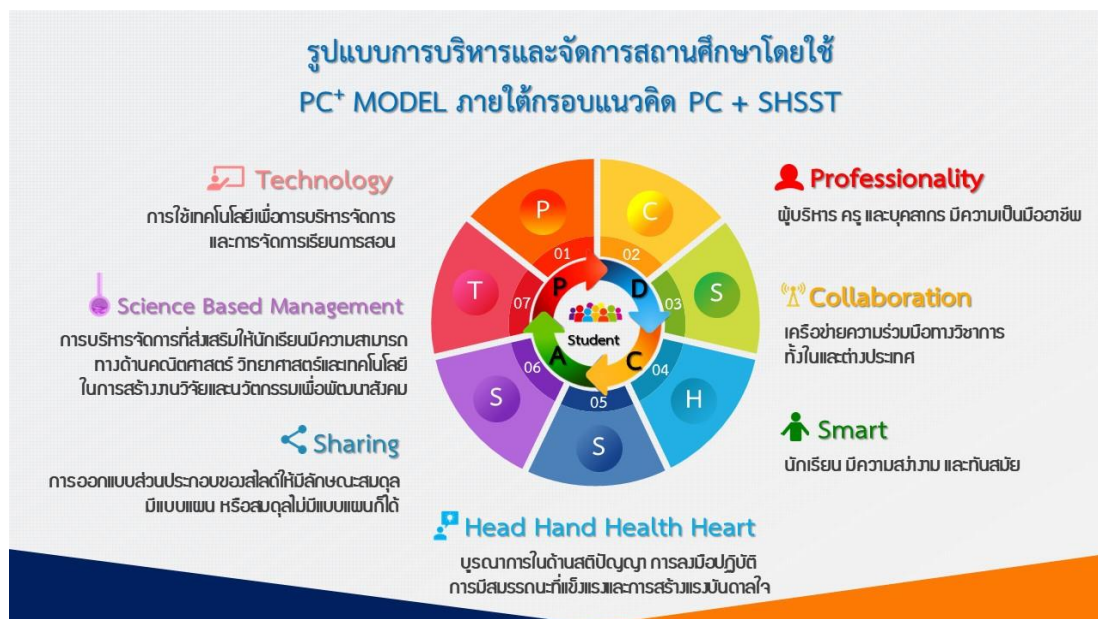 รูปแบบการบริหารและจัดการสถานศึกษาโดยใช้
PC+ MODEL ภายใต้กรอบแนวคิด PC + SHSST
Technology
การใช้เทคโนโลยีเพื่อการบริหารจัดการ
และการจัดการเรียนการสอน
Science Based Management
การบริหารจัดการที่ส่งเสริมให้นักเรียนมีความสามารถ
ทางด้านคณิตศาสตร์ วิทยาศาสตร์และเทคโนโลยี
ในการสร้างงานวิจัยและนวัตกรรมเพื่อพัฒนาสังคม
Sharing
การออกแบบส่วนประกอบของสไลด์ให้มีลักษณะสมดุล
มีแบบแผน หรือสมดุลไม่มีแบบแผนก็ได้
P
C
S
H
S
S
T
01
02
03
04
05
06
07
P
D
C
A
Student
Professionality
ผู้บริหาร ครู และบุคลากร มีความเป็นมืออาชีพ
Collaboration
เครือข่ายความร่วมมือทางวิชาการ
ทั้งในและต่างประเทศ
Smart
นักเรียน มีความสง่างาม และทันสมัย
Head Hand Health Heart
บูรณาการในด้านสติปัญญา การลงมือปฏิบัติ
การมีสมรรถนะที่แข็งแรงและการสร้างแรงบันดาลใจ